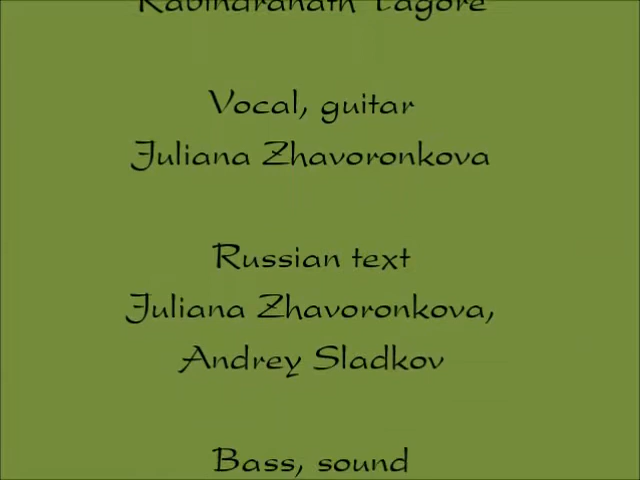 Rabindranath Tagore
Vocal, guitar
Juliana Zhavoronkova
Russian text
Juliana Zhavoronkova,
Andrey Sladkov
Bass, sound